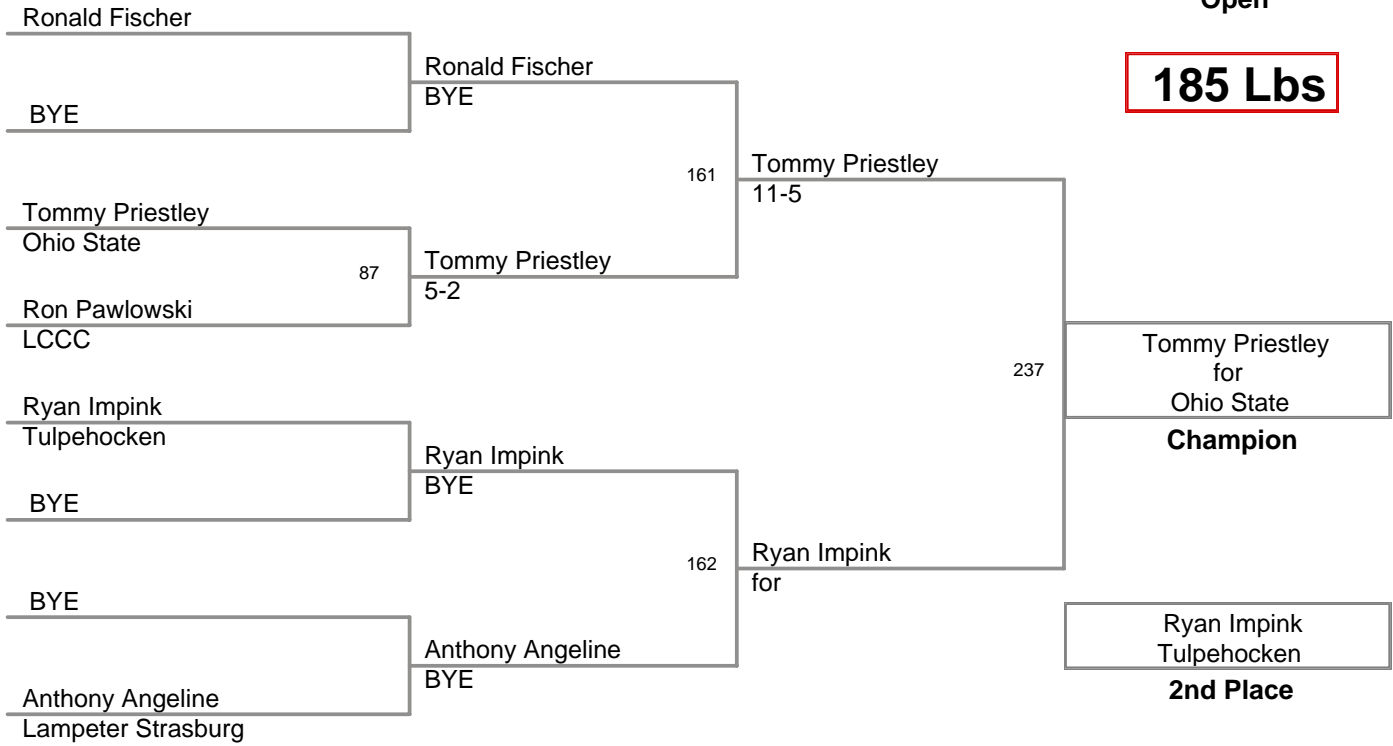 Open
185 Lbs
Ronald Fischer
BYE
Tommy Priestley
Ohio State
87
Ron Pawlowski
LCCC
Ryan Impink
Tulpehocken
BYE
BYE
Anthony Angeline
Lampeter Strasburg
Ronald Fischer
BYE
161
Tommy Priestley
5-2
Ryan Impink
BYE
162
Anthony Angeline
BYE
Tommy Priestley
11-5
237
Ryan Impink
for
Tommy Priestley
for
Ohio State
Champion
Ryan Impink
Tulpehocken
2nd Place